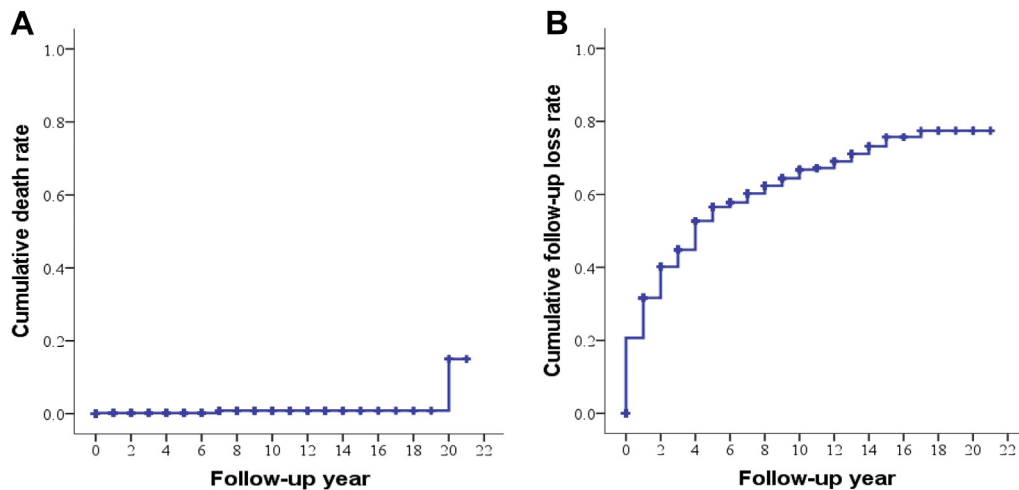 A
Cumulative death rate
1.0
0.8
0.6
0.4
0.2
0.0
0 2 4 6 8 10 12 14 16 18 20 22
Follow-up year
B
Cumulative follow-up loss rate
1.0
0.8
0.6
0.4
0.2
0.0
0 2 4 6 8 10 12 14 16 18 20 22
Follow-up year